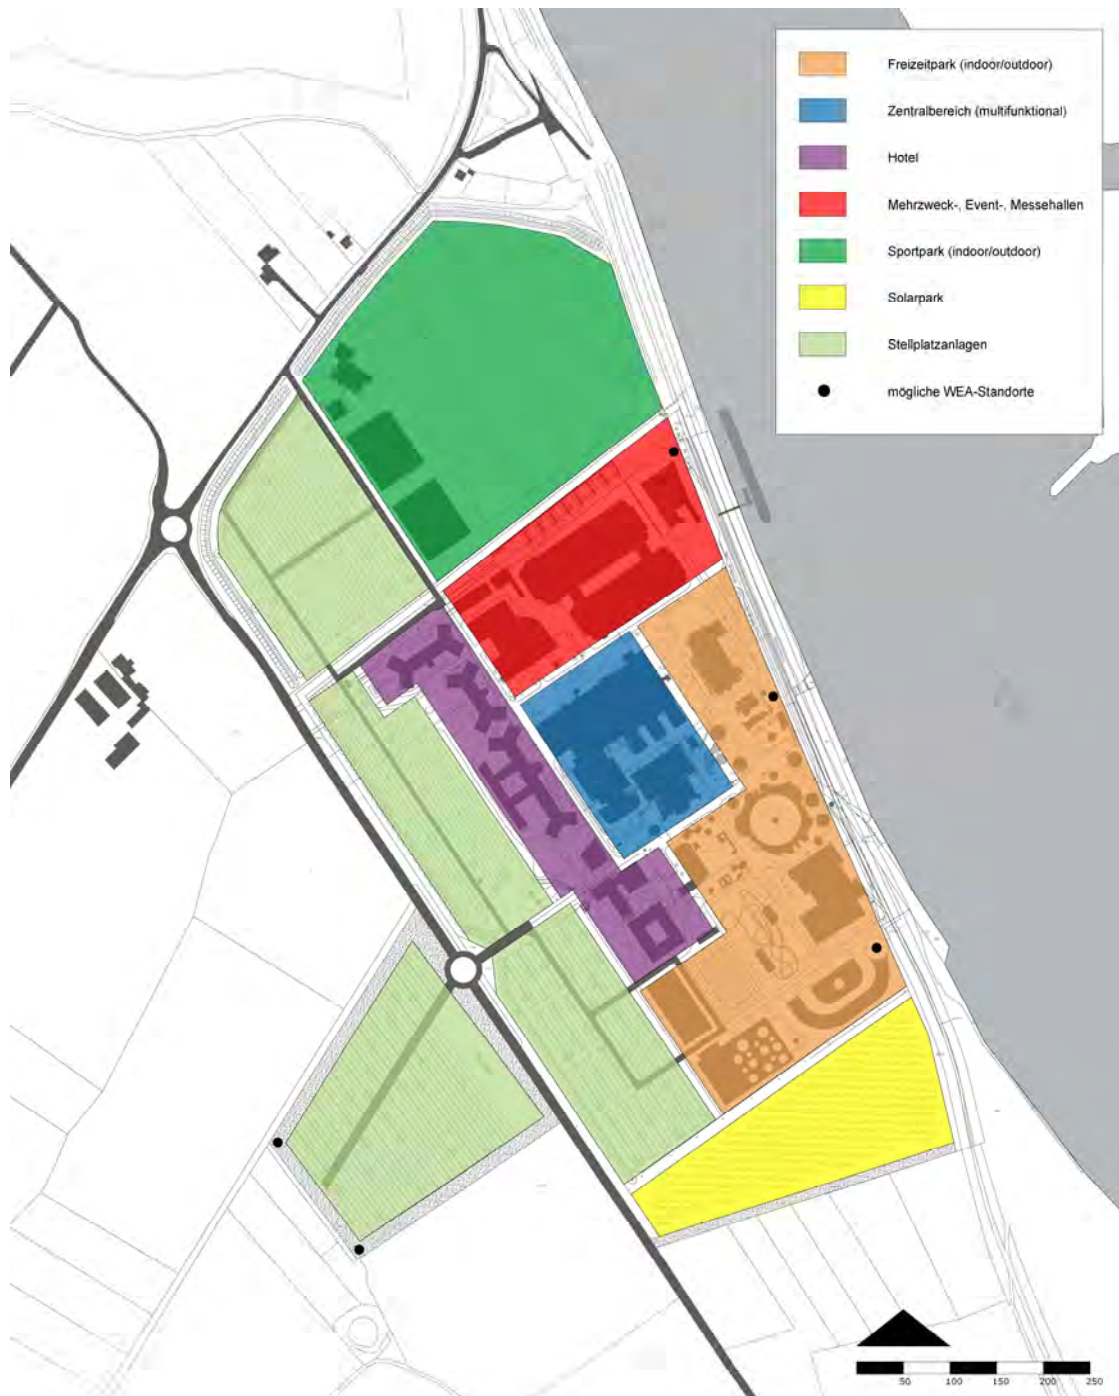 Freizeitpark (indoor/outdoor)
Zentralbereich (multifunktional)
Hotel
Mehrzweck-, Event-, Messehallen
Sportpark (indoor/outdoor)
Solarpark
Stellplatzanlagen
mögliche WEA-Standorte
50 100 150 200 250